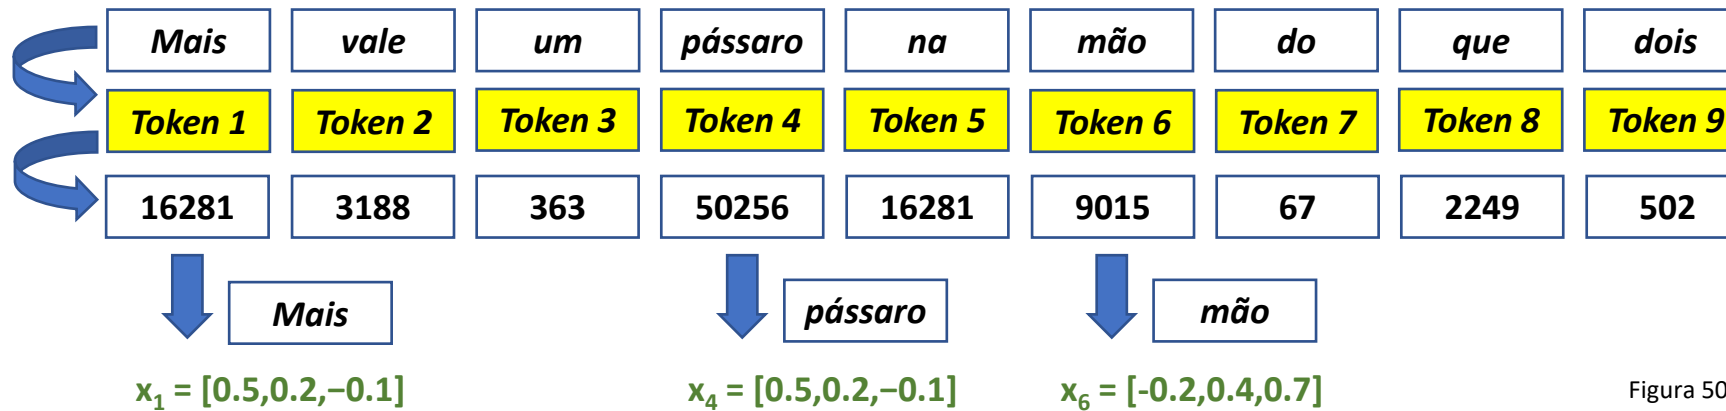 Mais vale um pássaro na mão do que dois
Token 1 Token 2 Token 3 Token 4 Token 5 Token 6 Token 7 Token 8 Token 9
16281 3188 363 50256 16281 9015 67 2249 502
Mais pássaro mão
x₁ = [0.5,0.2,–0.1] x₄ = [0.5,0.2,–0.1] x₆ = [-0.2,0.4,0.7]
Figura 50